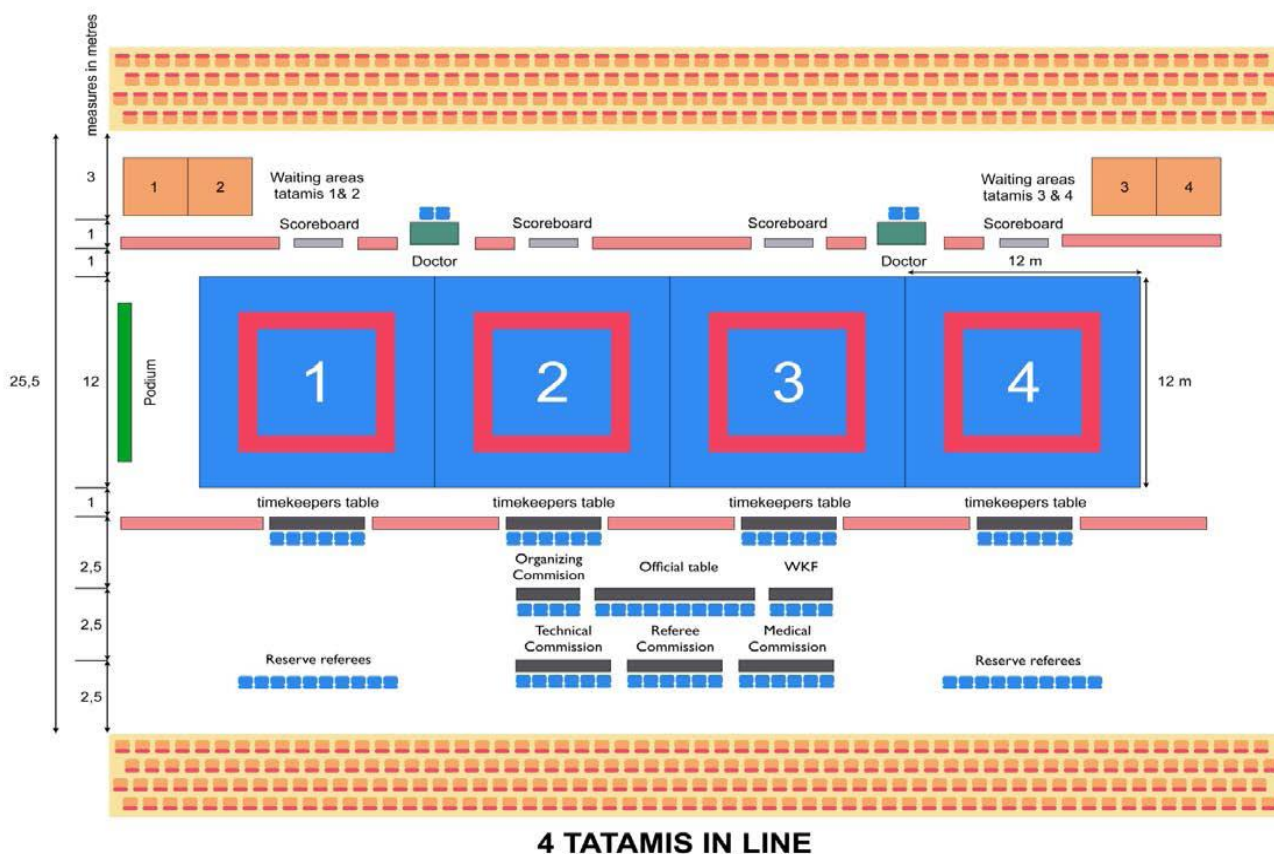 measures in metres
3
1
2
Waiting areas
tatamis 1& 2
Waiting areas
tatamis 3 & 4
3
4
1
Scoreboard
Scoreboard
Scoreboard
Scoreboard
1
Doctor
Doctor
12 m
25,5
12
Podium
1
2
3
4
12 m
1
timekeepers table
timekeepers table
timekeepers table
timekeepers table
2,5
Organizing
Commision
Official table
WKF
2,5
Technical
Commission
Referee
Commission
Medical
Commission
Reserve referees
Reserve referees
2,5
4 TATAMIS IN LINE